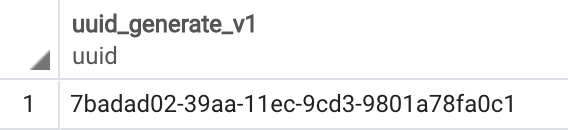 uuid_generate_v1
uuid
1 7badad02-39aa-11ec-9cd3-9801a78fa0c1